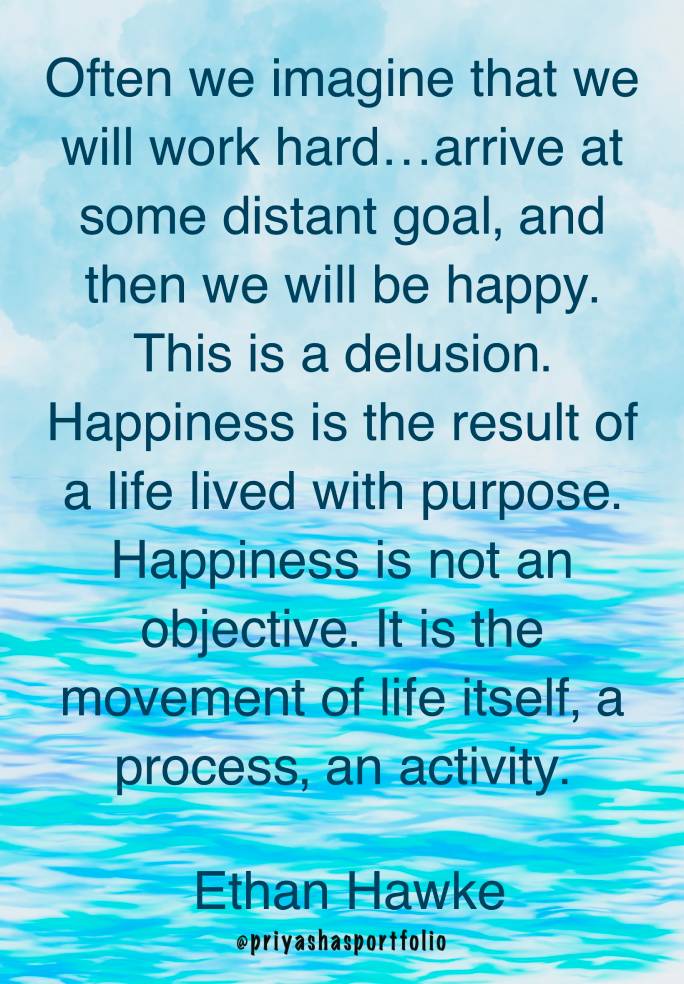 Often we imagine that we
will work hard...arrive at
some distant goal, and
then we will be happy.
This is a delusion.
Happiness is the result of
a life lived with purpose.
Happiness is not an
objective. It is the
movement of life itself, a
process, an activity.
Ethan Hawke
@priyashasportfolio